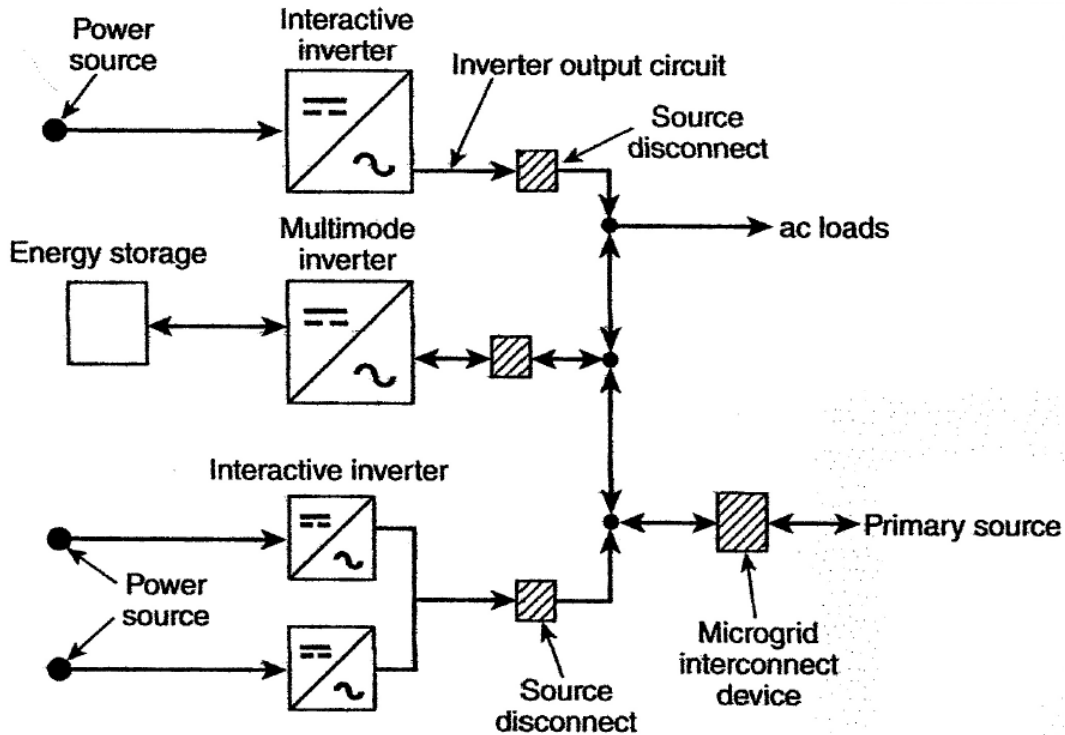 Power
source
Interactive
inverter
Inverter output circuit
Source
disconnect
ac loads
Energy storage
Multimode
inverter
Interactive inverter
Primary source
Power
source
Source
disconnect
Microgrid
interconnect
device